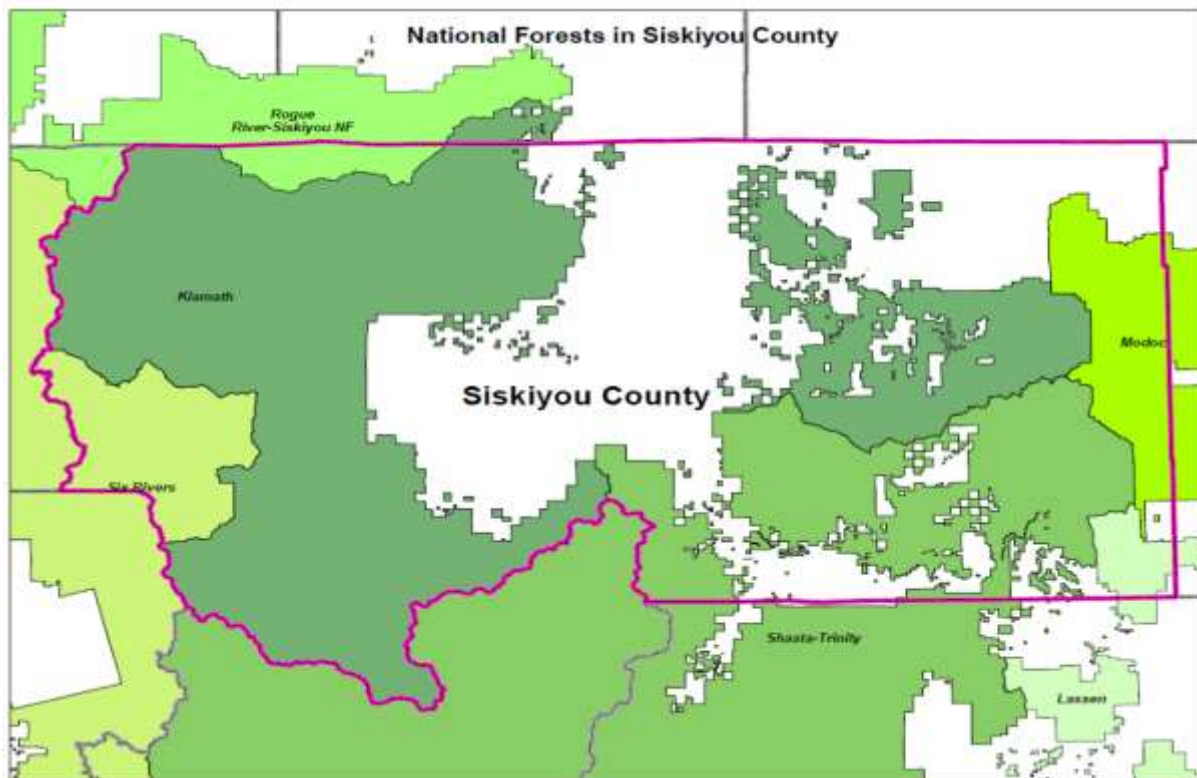 National Forests in Siskiyou County
Rogue
River-Siskiyou NF
Klamath
Modoc
Siskiyou County
Six Rivers
Shasta-Trinity
Lassen